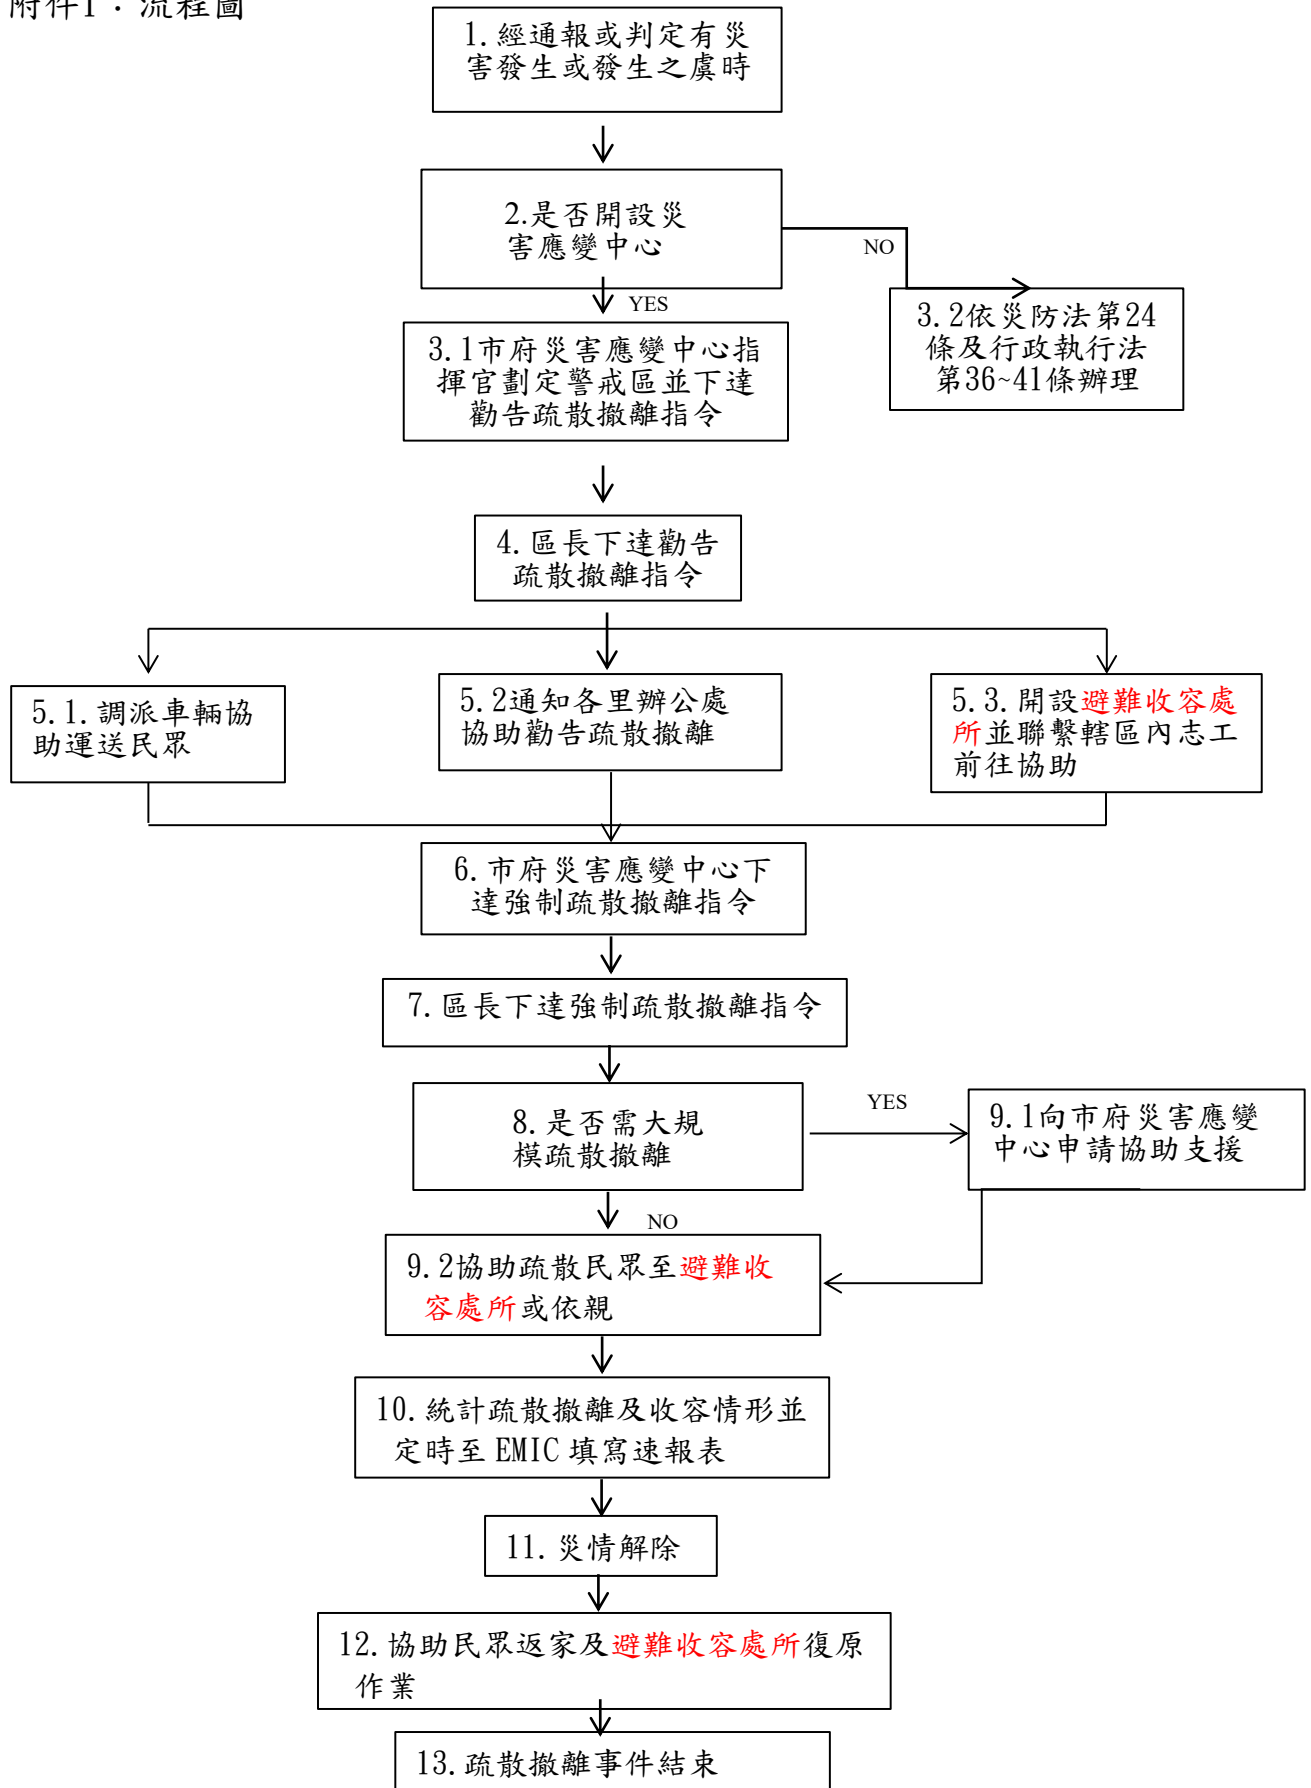 附件1：流程圖
1.經通報或判定有災
害發生或發生之虞時
2.是否開設災
害應變中心
NO
YES
3.1市府災害應變中心指
揮官劃定警戒區並下達
勸告疏散撤離指令
3.2依災防法第24
條及行政執行法
第36~41條辦理
4.區長下達勸告
疏散撤離指令
5.1.調派車輛協
助運送民眾
5.2通知各里辦公處
協助勸告疏散撤離
5.3.開設避難收容處
所並聯繫轄區內志工
前往協助
6.市府災害應變中心下
達強制疏散撤離指令
7.區長下達強制疏散撤離指令
8.是否需大規
模疏散撤離
YES
9.1向市府災害應變
中心申請協助支援
NO
9.2協助疏散民眾至避難收
容處所或依親
10.統計疏散撤離及收容情形並
定時至 EMIC 填寫速報表
11.災情解除
12.協助民眾返家及避難收容處所復原
作業
13.疏散撤離事件結束